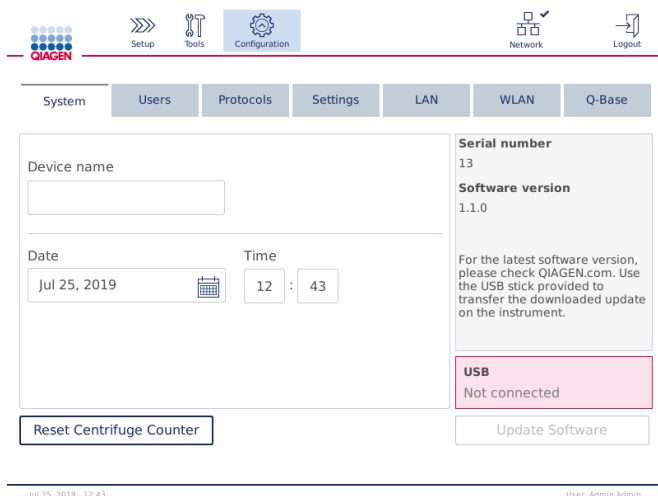 QIAGEN
Setup
Tools
Configuration
Network
Logout
System
Users
Protocols
Settings
LAN
WLAN
Q-Base
Device name
Date
Time
Jul 25, 2019
12 : 43
Serial number
13
Software version
1.1.0
For the latest software version,
please check QIAGEN.com. Use
the USB stick provided to
transfer the downloaded update
on the instrument.
USB
Not connected
Reset Centrifuge Counter
Update Software
Jul 25, 2019 12:43
User: Admin Admin